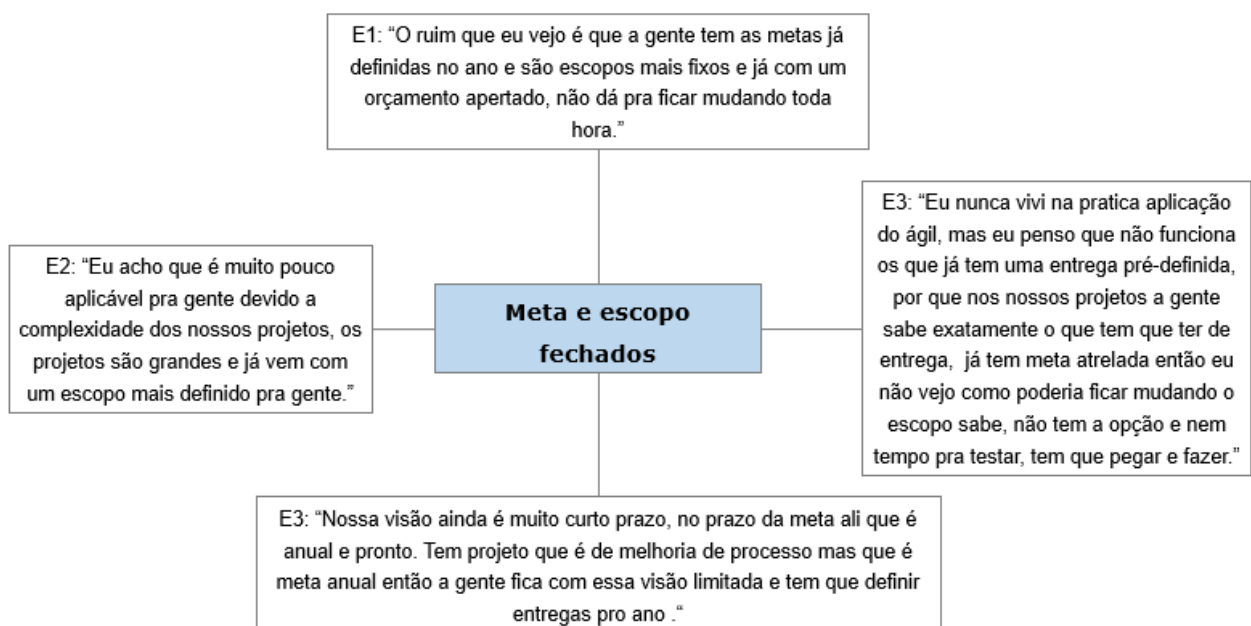 E1: “O ruim que eu vejo é que a gente tem as metas já
definidas no ano e são escopos mais fixos e já com um
orçamento apertado, não dá pra ficar mudando toda
hora.”
E2: “Eu acho que é muito pouco
aplicável pra gente devido a
complexidade dos nossos projetos, os
projetos são grandes e já vem com
um escopo mais definido pra gente.”
Meta e escopo
fechados
E3: “Eu nunca vivi na pratica aplicação
do ágil, mas eu penso que não funciona
os que já tem uma entrega pré-definida,
por que nos nossos projetos a gente
sabe exatamente o que tem que ter de
entrega,  já tem meta atrelada então eu
não vejo como poderia ficar mudando o
escopo sabe, não tem a opção e nem
tempo pra testar, tem que pegar e fazer.”
E3: “Nossa visão ainda é muito curto prazo, no prazo da meta ali que é
anual e pronto. Tem projeto que é de melhoria de processo mas que é
meta anual então a gente fica com essa visão limitada e tem que definir
entregas pro ano .“